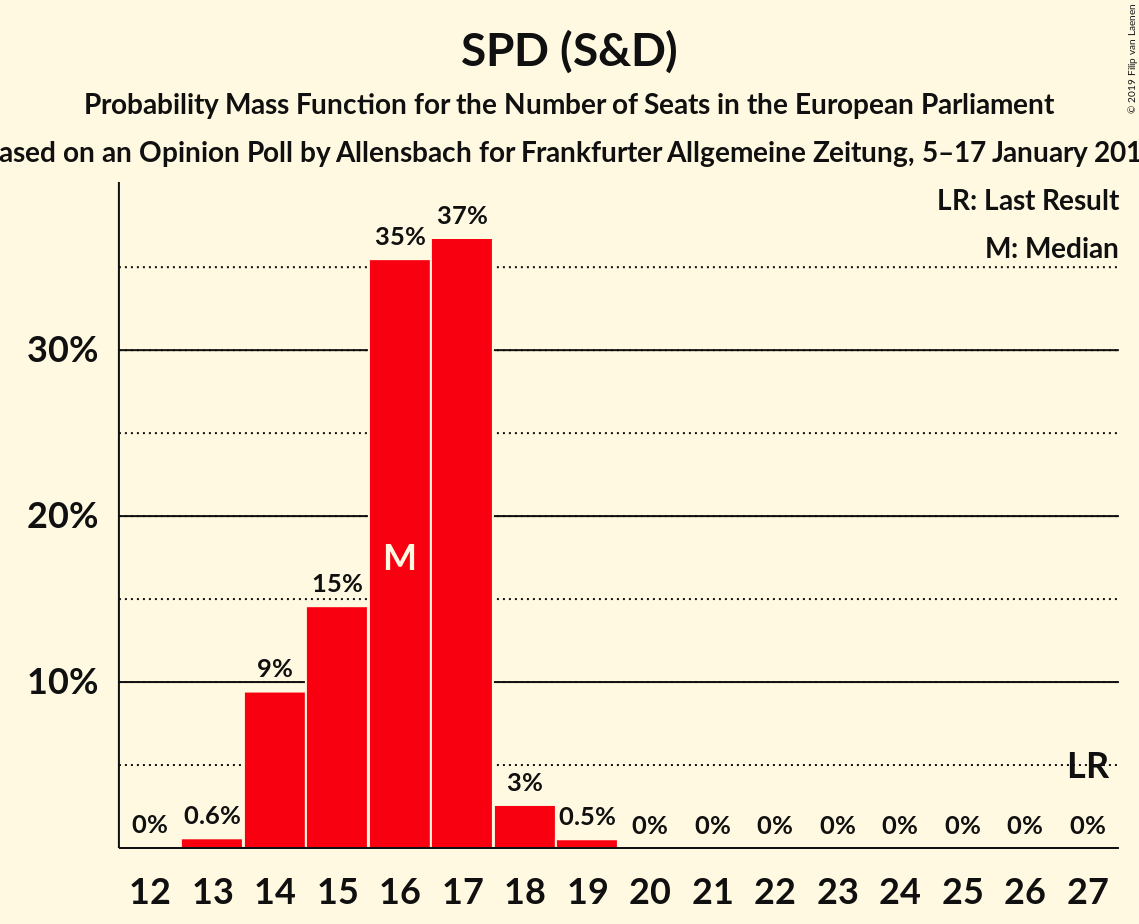 SPD (S&D)
Probability Mass Function for the Number of Seats in the European Parliament
ased on an Opinion Poll by Allensbach for Frankfurter Allgemeine Zeitung, 5–17 January 201
© 2019 Filip van Laenen
LR: Last Result
M: Median
37%
35%
30%
20%
M
15%
9%
10%
LR
3%
0% 0.6% 0.5% 0% 0% 0% 0% 0% 0% 0% 0%
12 13 14 15 16 17 18 19 20 21 22 23 24 25 26 27